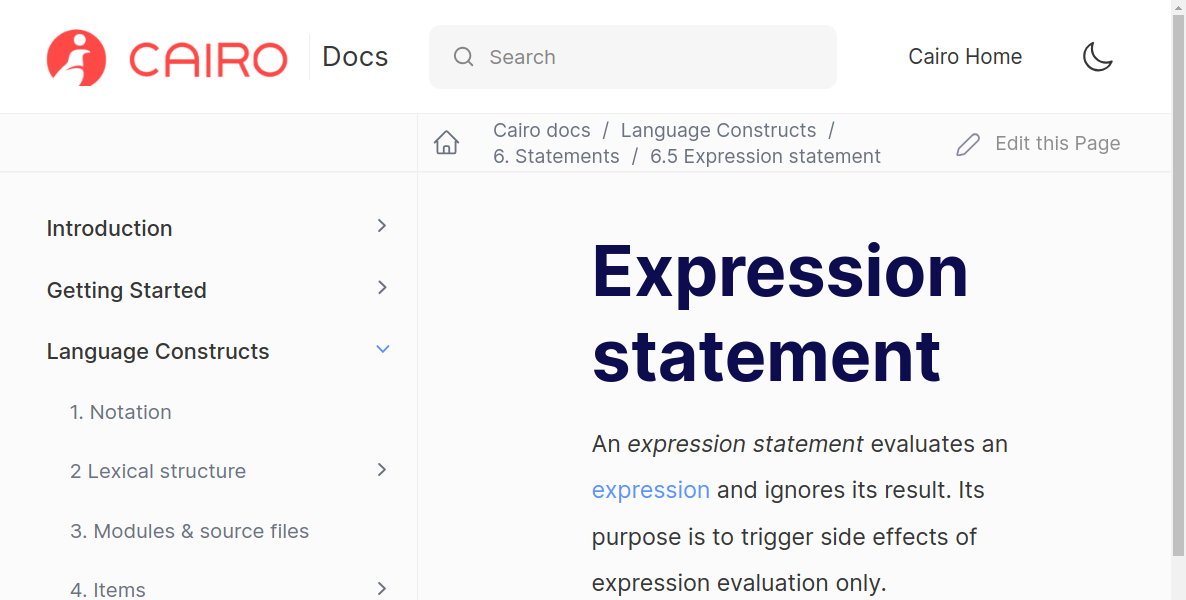 CAIRO Docs
Search
Cairo Home
Cairo docs / Language Constructs /
6. Statements / 6.5 Expression statement
Edit this Page
Introduction
Getting Started
Language Constructs
1. Notation
2 Lexical structure
3. Modules & source files
4. Items
Expression
statement
An expression statement evaluates an
expression and ignores its result. Its
purpose is to trigger side effects of
expression evaluation only.